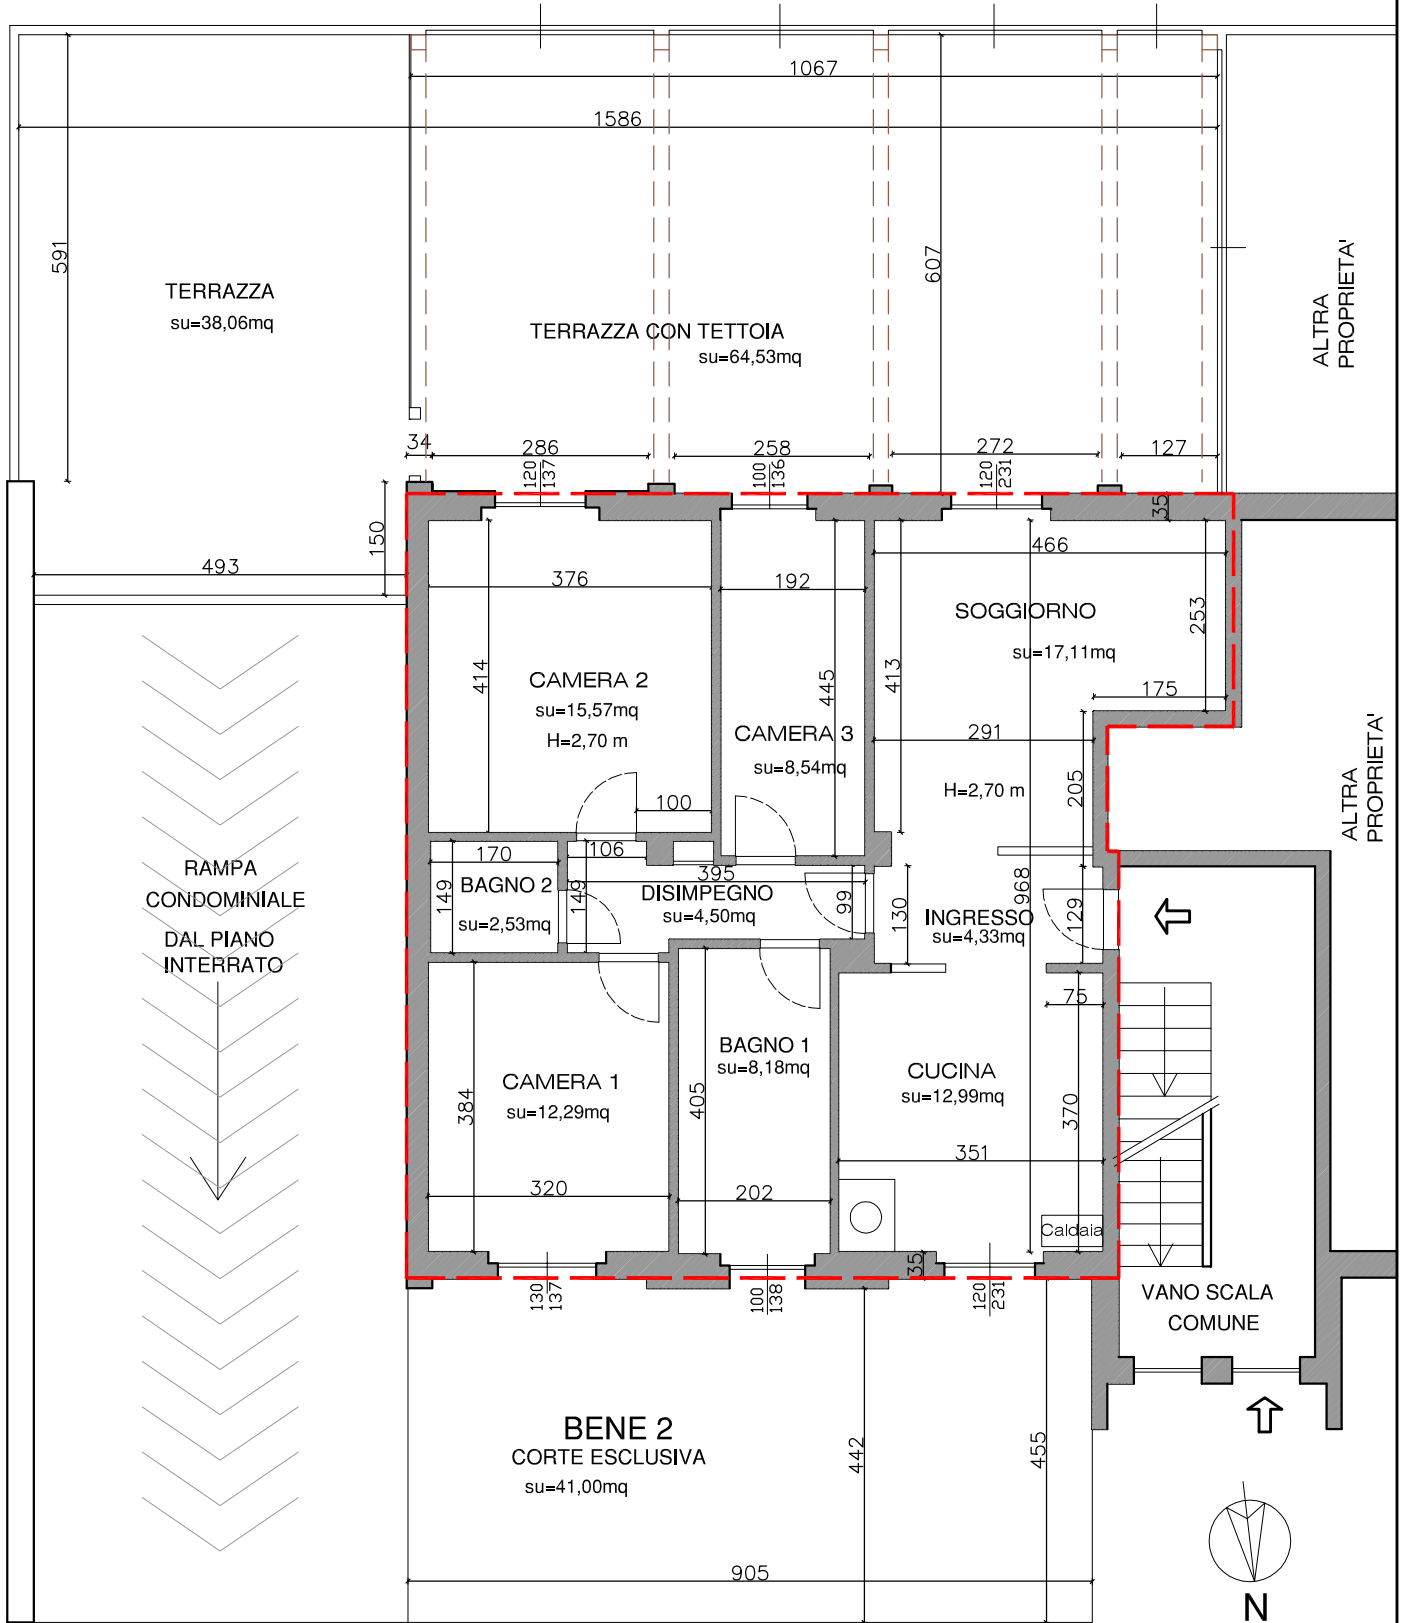 1067
1586
591
607
TERRAZZA
su=38,06mq
TERRAZZA CON TETTOIA
su=64,53mq
ALTRA
PROPRIETA'
34
286
258
272
127
120
137
100
136
120
231
35
150
493
376
192
466
SOGGIORNO
su=17,11mq
253
414
CAMERA 2
su=15,57mq
H=2,70 m
445
413
175
CAMERA 3
su=8,54mq
291
H=2,70 m
205
ALTRA
PROPRIETA'
100
106
170
395
149
BAGNO 2
su=2,53mq
149
DISIMPEGNO
su=4,50mq
99
130
968
INGRESSO
su=4,33mq
129
RAMPA
CONDOMINIALE
DAL PIANO
INTERRATO
75
BAGNO 1
su=8,18mq
CUCINA
su=12,99mq
CAMERA 1
su=12,29mq
384
405
370
351
320
202
Caldaia
35
130
137
100
138
120
231
VANO SCALA
COMUNE
BENE 2
CORTE ESCLUSIVA
su=41,00mq
442
455
905
N